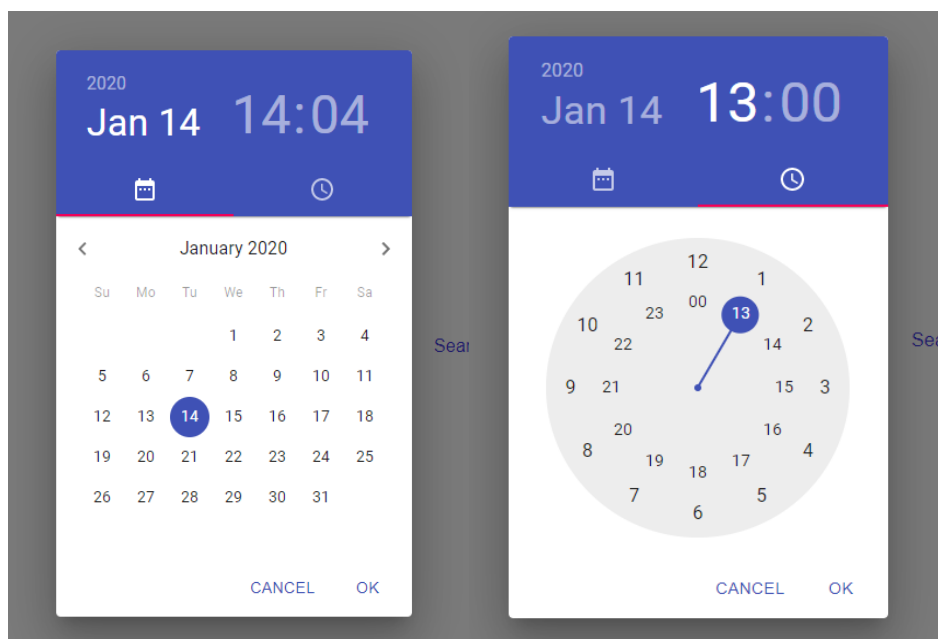 2020
Jan 14 14:04
January 2020
Su Mo Tu We Th Fr Sa
1 2 3 4
5 6 7 8 9 10 11
12 13 14 15 16 17 18
19 20 21 22 23 24 25
26 27 28 29 30 31
CANCEL OK
Sear
2020
Jan 14 13:00
12
11 1
00
23 13
10 2
22 14
9 21 15 3
20 16
8 4
19 17
18
7 5
6
CANCEL OK
Sea